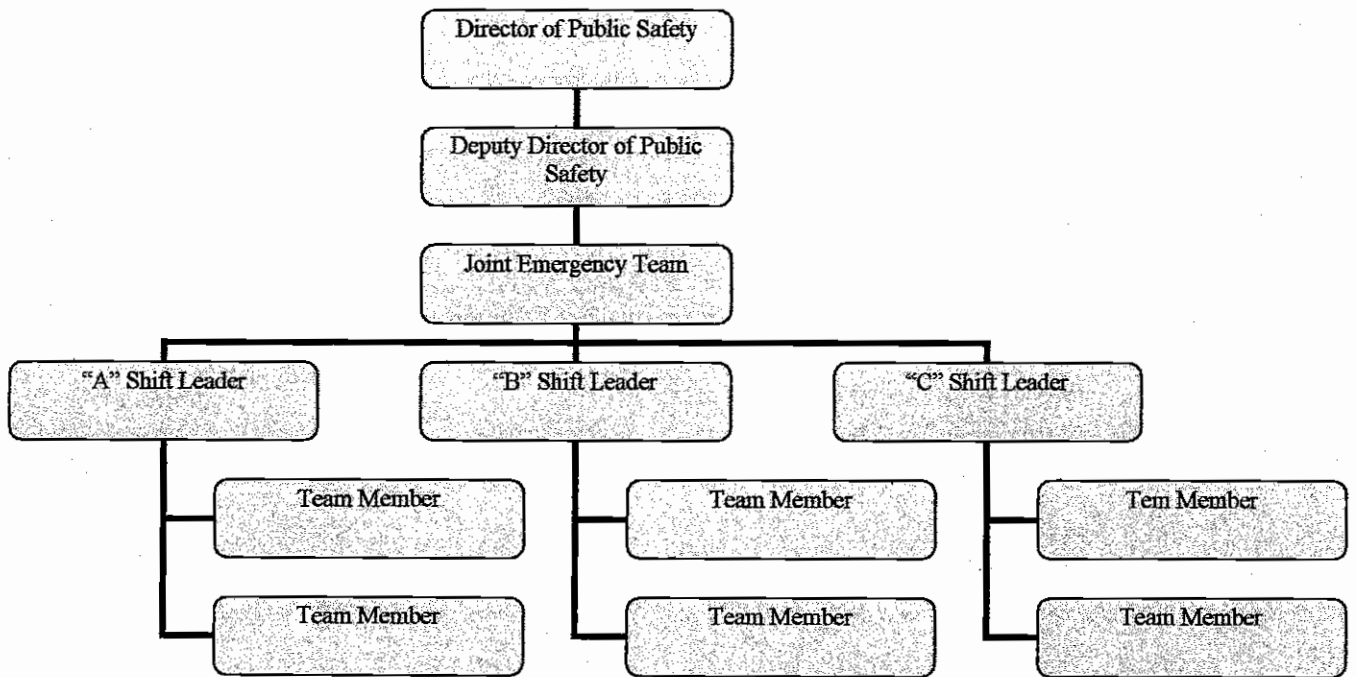 Director of Public Safety
Deputy Director of Public
Safety
Joint Emergency Team
“A” Shift Leader
“B” Shift Leader
“C” Shift Leader
Team Member
Team Member
Tem Member
Team Member
Team Member
Team Member